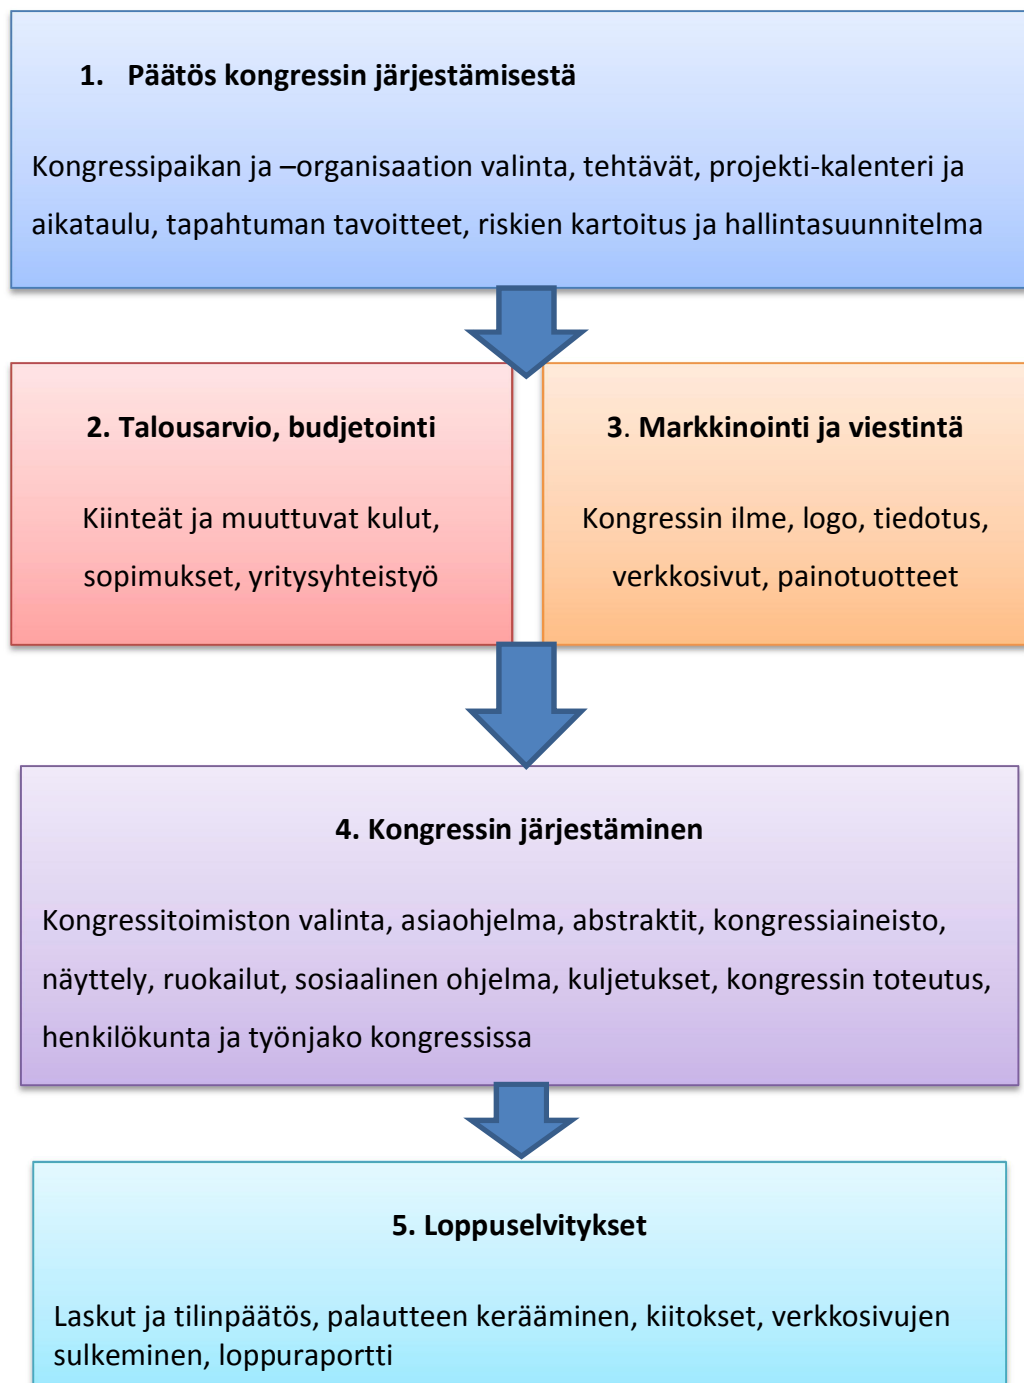 1. Päätös kongressin järjestämisestä
Kongressipaikan ja –organisaation valinta, tehtävät, projekti-kalenteri ja
aikataulu, tapahtuman tavoitteet, riskien kartoitus ja hallintasuunnitelma
2. Talousarvio, budjetointi
Kiinteät ja muuttuvat kulut,
sopimukset, yritysyhteistyö
3. Markkinointi ja viestintä
Kongressin ilme, logo, tiedotus,
verkkosivut, painotuotteet
4. Kongressin järjestäminen
Kongressitoimiston valinta, asiaohjelma, abstraktit, kongressiaineisto,
näyttely, ruokailut, sosiaalinen ohjelma, kuljetukset, kongressin toteutus,
henkilökunta ja työnjako kongressissa
5. Loppuselvitykset
Laskut ja tilinpäätös, palautteen kerääminen, kiitokset, verkkosivujen
sulkeminen, loppuraportti